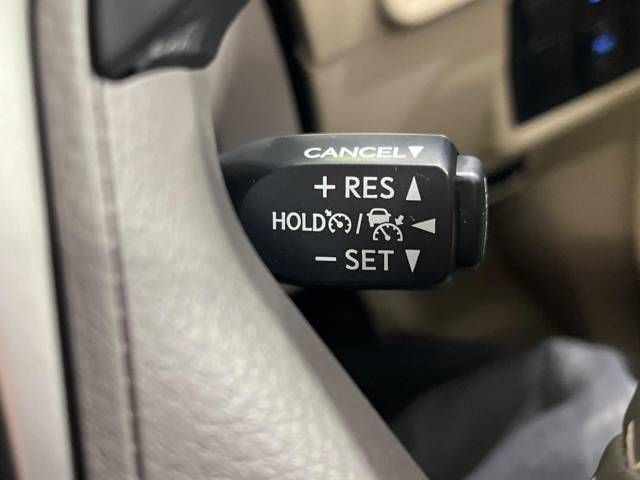 CANCEL▼
+ RES ▲
HOLD / ◀
− SET ▼